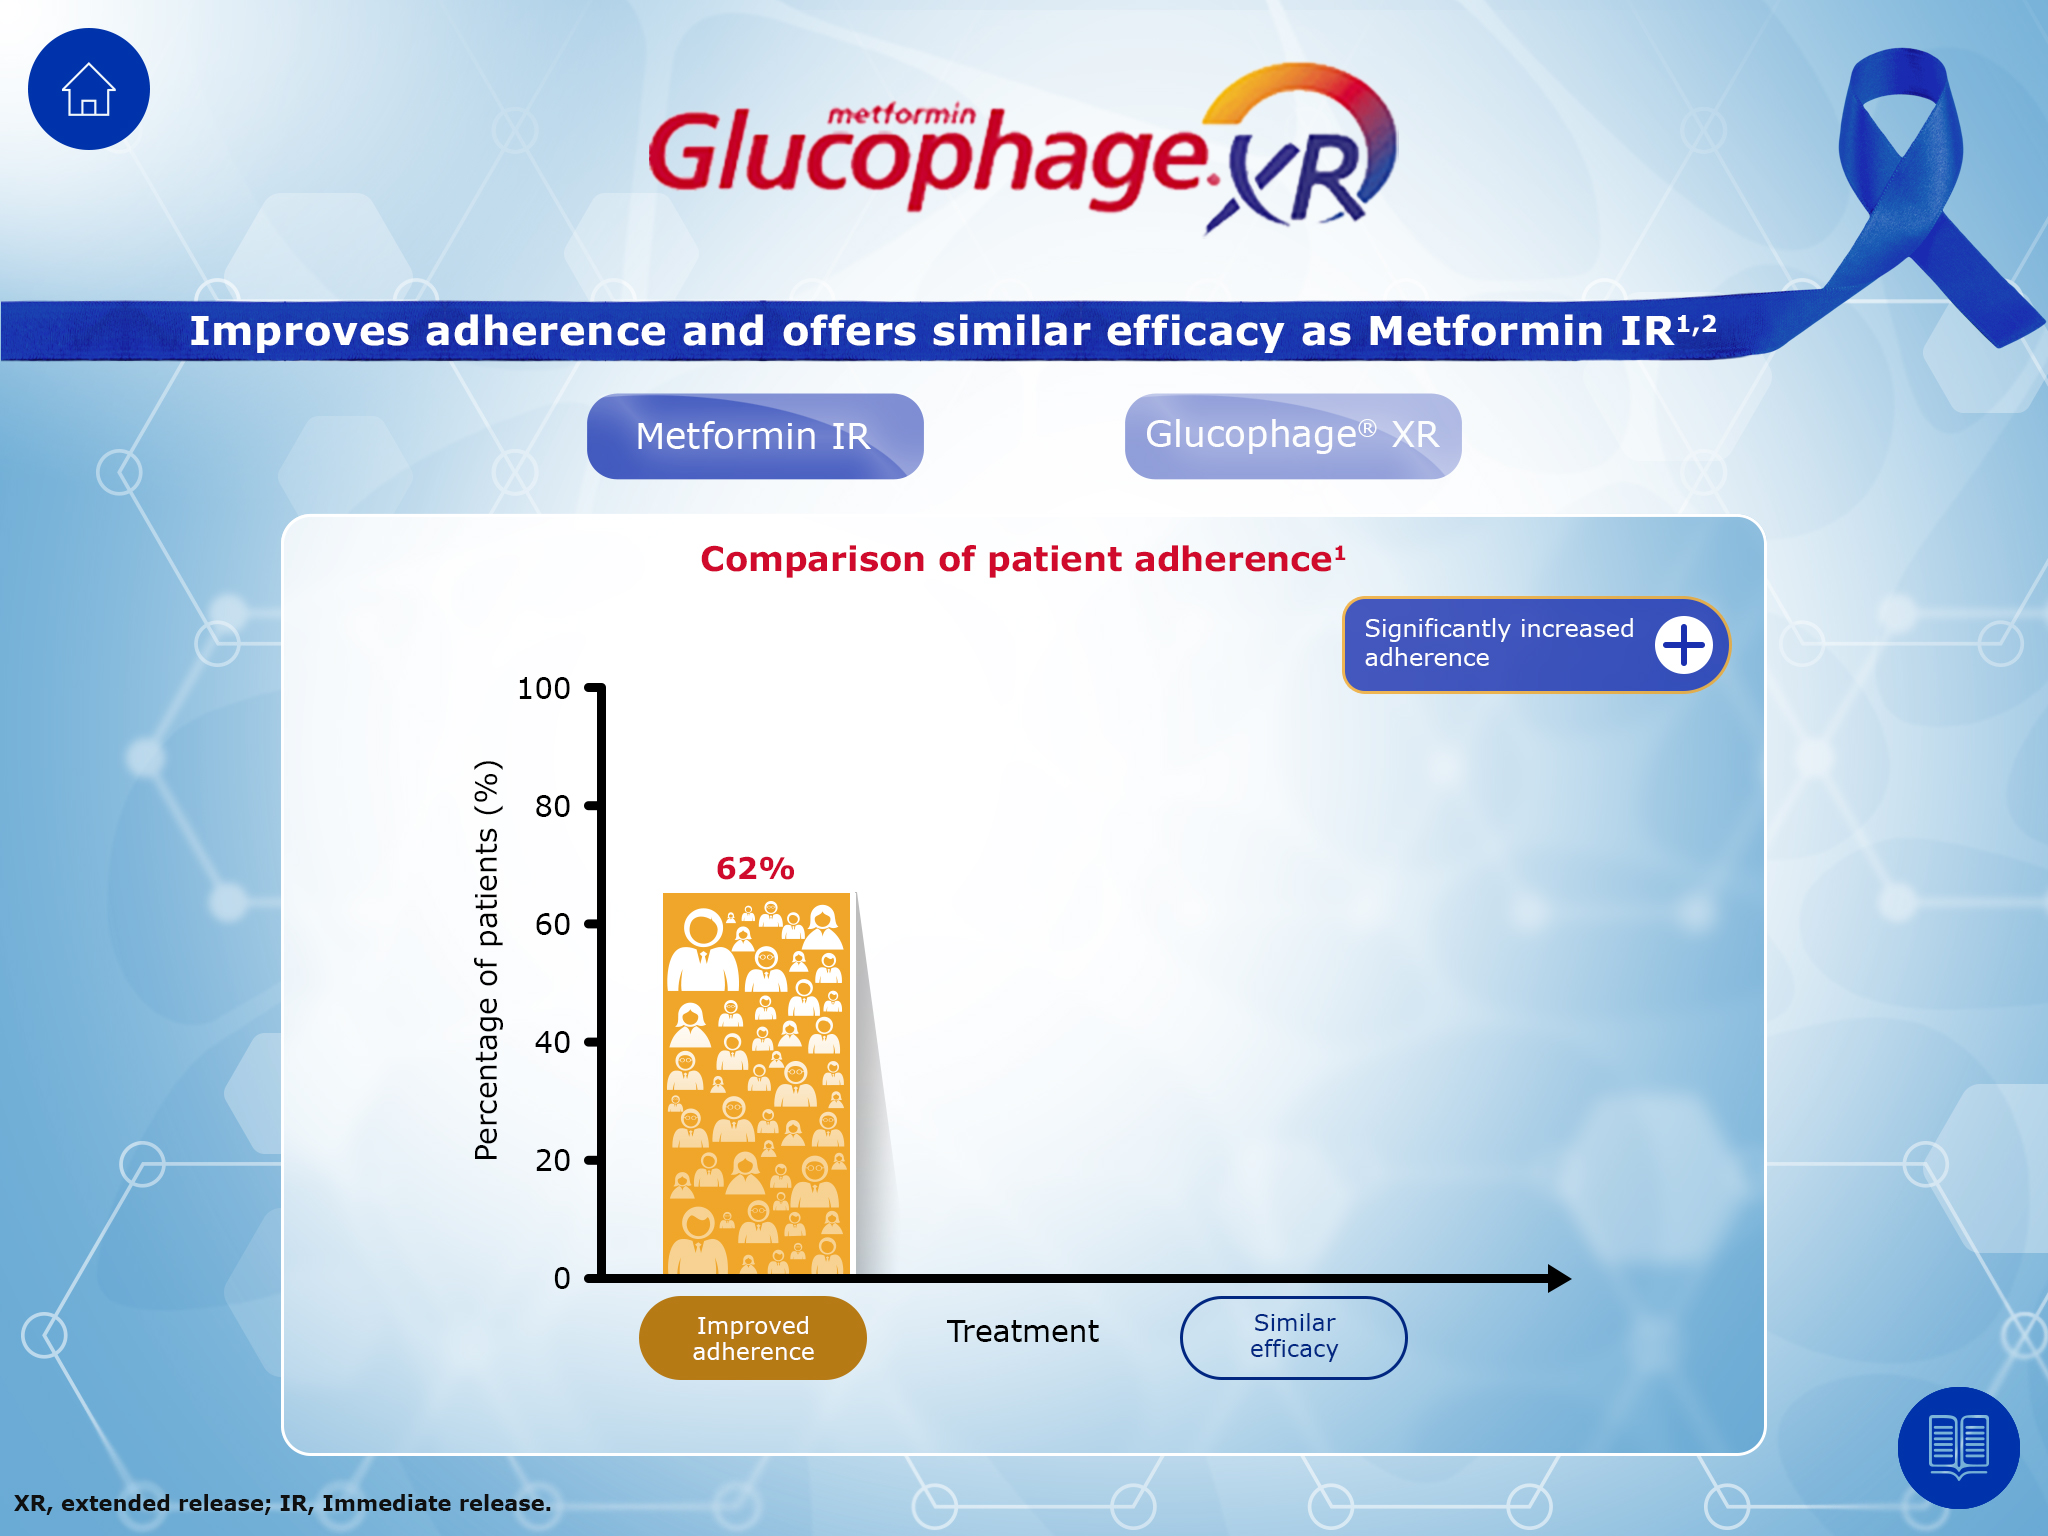 metformin
Glucophage. XR
Improves adherence and offers similar efficacy as Metformin IR¹,²
Metformin IR
Glucophage® XR
Comparison of patient adherence¹
Significantly increased
adherence
100
80
60
40
20
0
Percentage of patients (%)
62%
Improved
adherence
Treatment
Similar
efficacy
XR, extended release; IR, Immediate release.